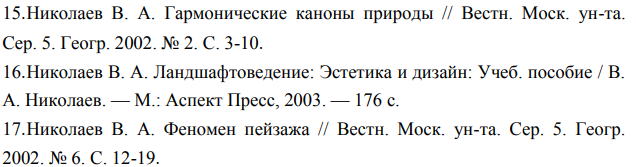 15.Николаев В. А. Гармонические каноны природы // Вестн. Моск. ун-та.
Сер. 5. Геогр. 2002. № 2. С. 3-10.
16.Николаев В. А. Ландшафтоведение: Эстетика и дизайн: Учеб. пособие / В.
А. Николаев. — М.: Аспект Пресс, 2003. — 176 с.
17.Николаев В. А. Феномен пейзажа // Вестн. Моск. ун-та. Сер. 5. Геогр.
2002. № 6. С. 12-19.